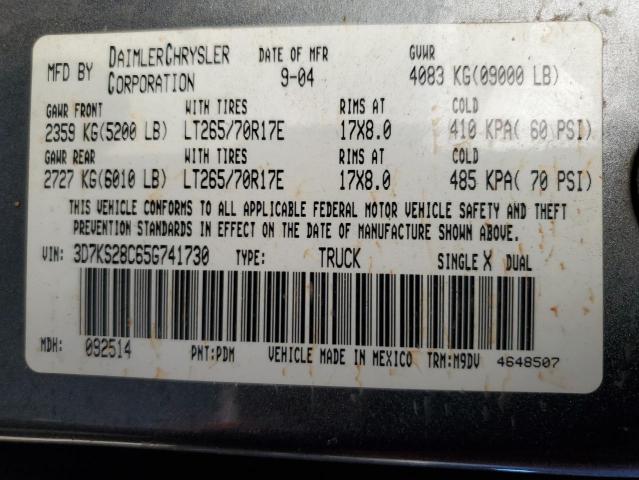 MFD BY DAIMLERCHRYSLER CORPORATION DATE OF MFR 9-04 GVWR 4083 KG(09000 LB)
GAWR FRONT WITH TIRES RIMS AT COLD
2359 KG(5200 LB) LT265/70R17E 17X8.0 410 KPA( 60 PSI)
GAWR REAR WITH TIRES RIMS AT COLD
2727 KG(6010 LB) LT265/70R17E 17X8.0 485 KPA( 70 PSI)
THIS VEHICLE CONFORMS TO ALL APPLICABLE FEDERAL MOTOR VEHICLE SAFETY AND THEFT
PREVENTION STANDARDS IN EFFECT ON THE DATE OF MANUFACTURE SHOWN ABOVE.
VIN: 3D7KS28C65G741730 TYPE: TRUCK SINGLE X DUAL
MDH: 092514 PNT:PDM VEHICLE MADE IN MEXICO TRM:M9DV 4648507